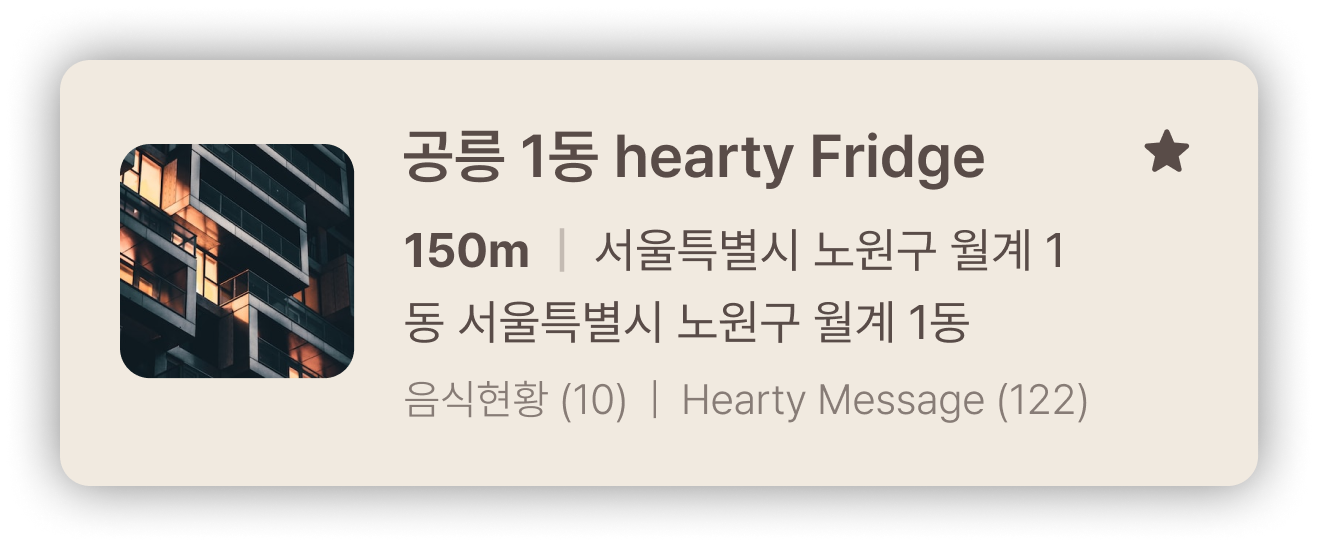 공릉 1동 hearty Fridge
150m | 서울특별시 노원구 월계 1
동 서울특별시 노원구 월계 1동
음식현황 (10) | Hearty Message (122)